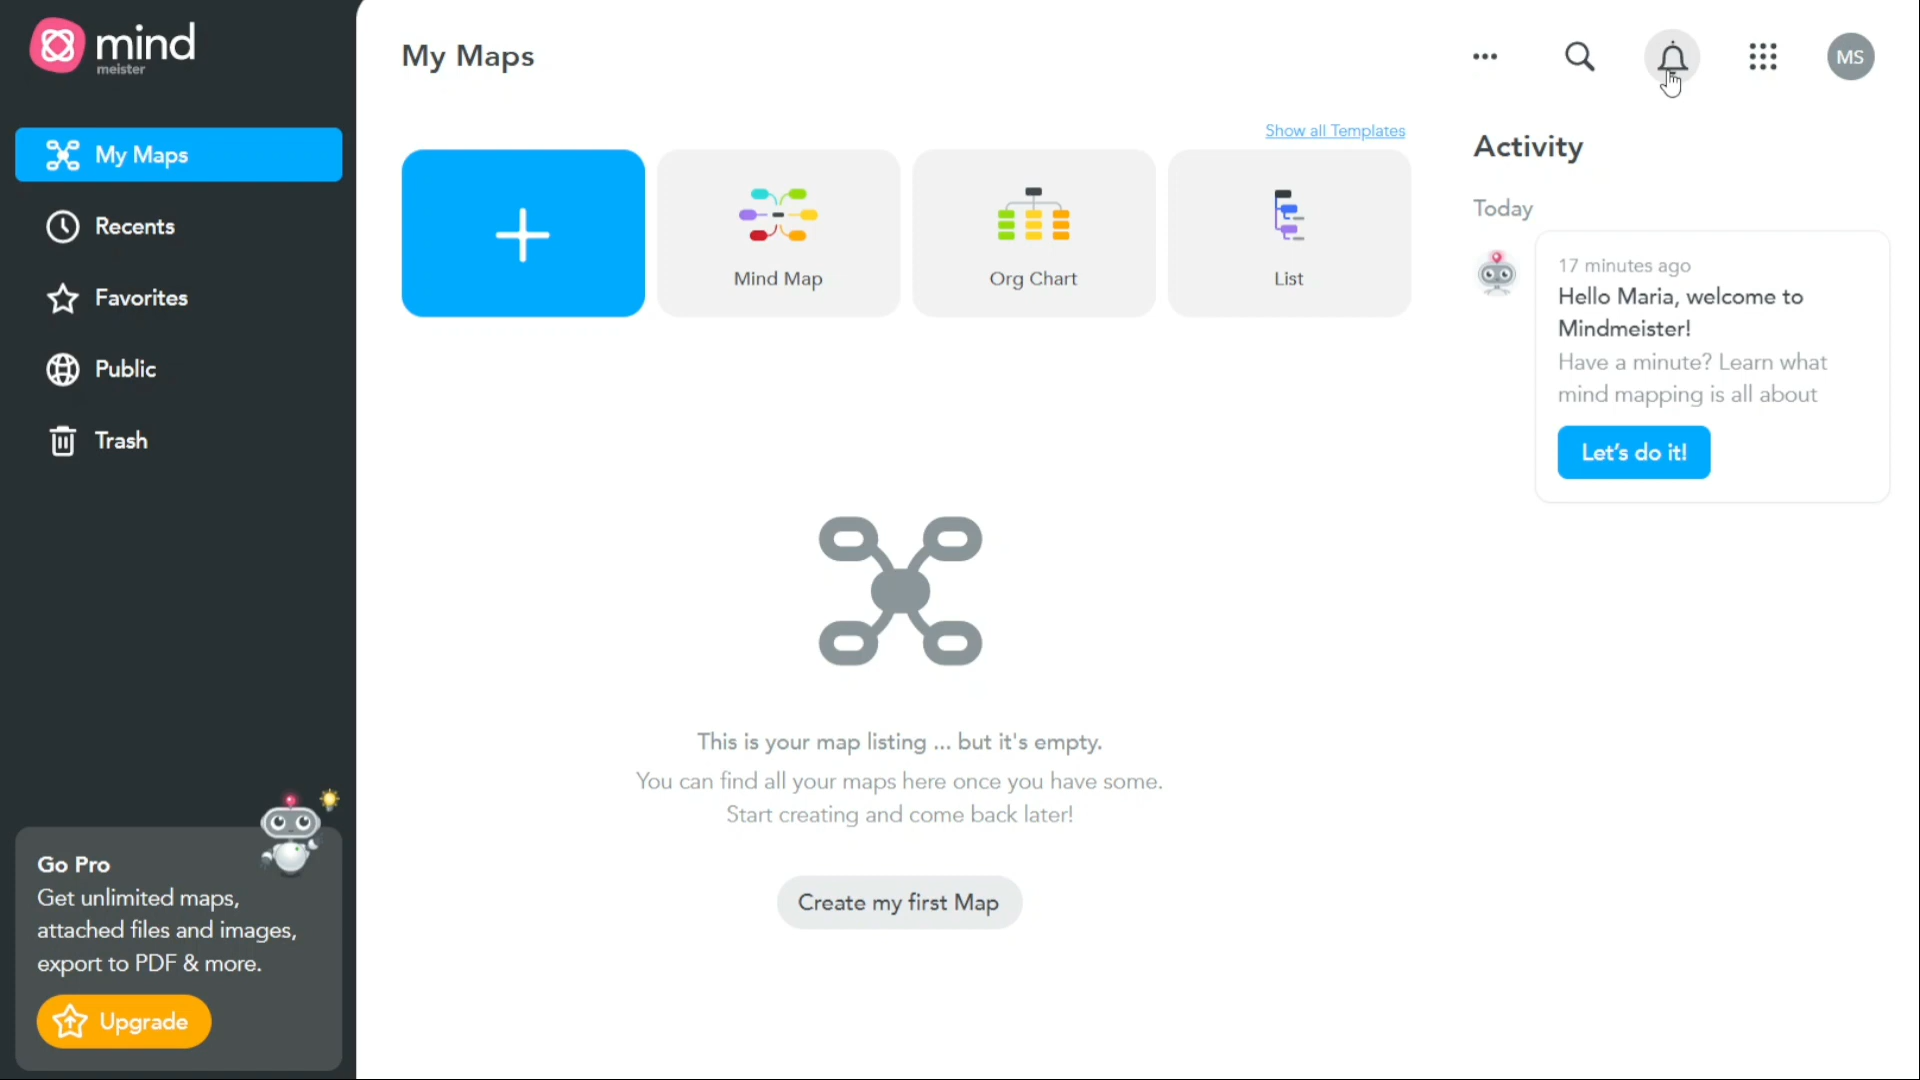 mind
meister
My Maps
Recents
Favorites
Public
Trash
Go Pro
Get unlimited maps,
attached files and images,
export to PDF & more.
Upgrade
My Maps
MS
Show all Templates
Mind Map
Org Chart
List
This is your map listing ... but it's empty.
You can find all your maps here once you have some.
Start creating and come back later!
Create my first Map
Activity
Today
17 minutes ago
Hello Maria, welcome to
Mindmeister!
Have a minute? Learn what
mind mapping is all about
Let's do it!